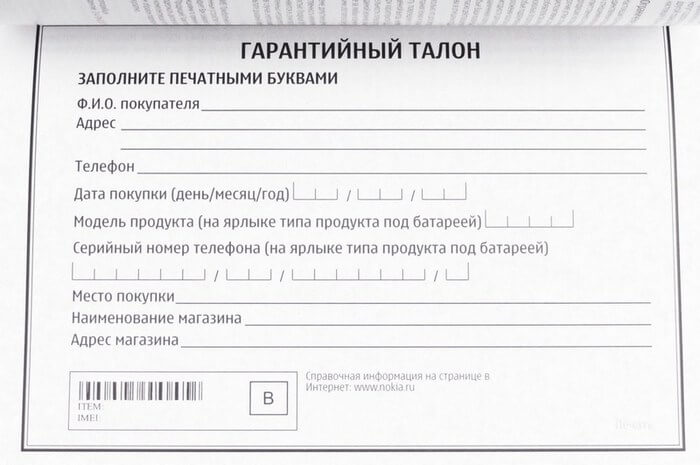 ГАРАНТИЙНЫЙ ТАЛОН
ЗАПОЛНИТЕ ПЕЧАТНЫМИ БУКВАМИ
Ф.И.О. покупателя
Адрес
Телефон
Дата покупки (день/месяц/год) / /
Модель продукта (на ярлыке типа продукта под батареей)
Серийный номер телефона (на ярлыке типа продукта под батареей)
/ / /
Место покупки
Наименование магазина
Адрес магазина
Справочная информация на странице в
Интернет: www.nokia.ru
B
ITEM:
IMEI:
Печать